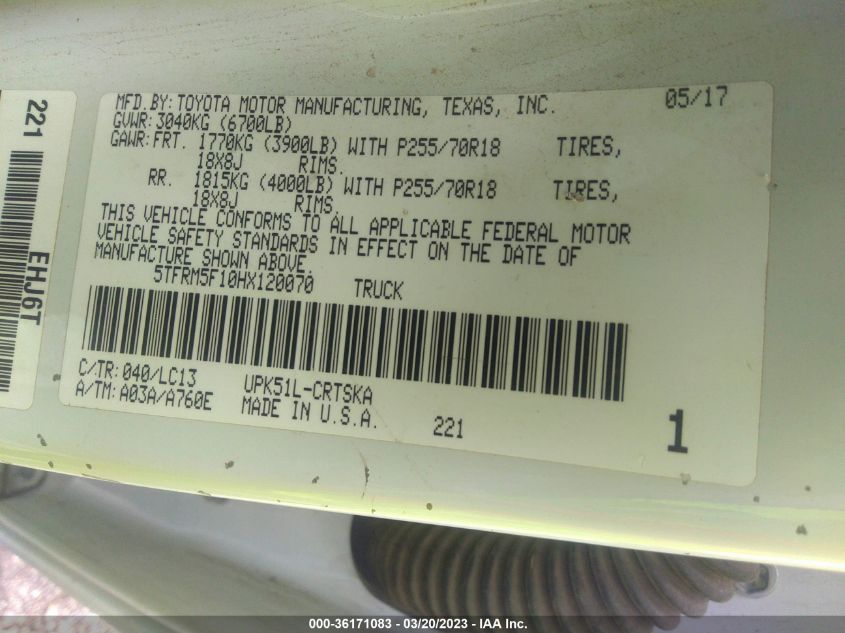 MFD.BY:TOYOTA MOTOR MANUFACTURING, TEXAS, INC. 05/17
GVWR:3040KG (6700LB)
GAWR:FRT. 1770KG (3900LB) WITH P255/70R18 TIRES,
18X8J RIMS.
RR. 1815KG (4000LB) WITH P255/70R18 TIRES,
18X8J RIMS.
THIS VEHICLE CONFORMS TO ALL APPLICABLE FEDERAL MOTOR
VEHICLE SAFETY STANDARDS IN EFFECT ON THE DATE OF
MANUFACTURE SHOWN ABOVE.
5TFRM5F10HX120070 TRUCK
C/TR:040/LC13 UPK51L-CRTSKA
A/TM:A03A/A760E MADE IN U.S.A. 221 1
221
EHJ6T
000-36171083 — 03/20/2023 — IAA Inc.